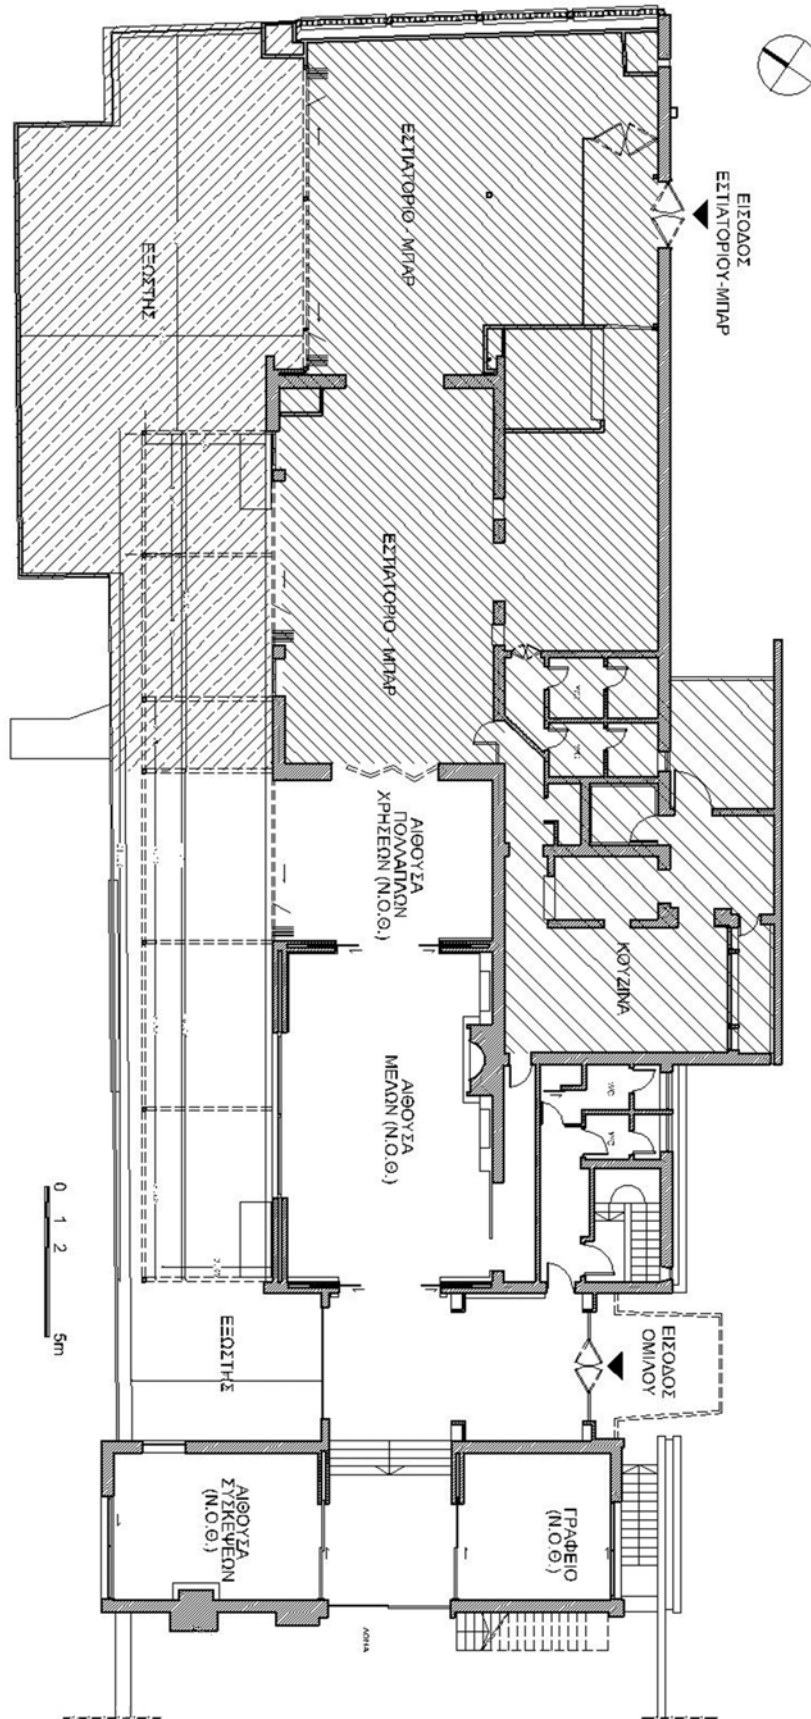 ΕΙΣΟΔΟΣ
ΕΣΤΙΑΤΟΡΙΟΥ-ΜΠΑΡ
ΕΣΤΙΑΤΟΡΙΟ - ΜΠΑΡ
ΕΞΩΣΤΗΣ
ΕΣΤΙΑΤΟΡΙΟ - ΜΠΑΡ
ΑΙΘΟΥΣΑ
ΠΟΛΛΑΠΛΩΝ
ΧΡΗΣΕΩΝ (Ν.Ο.Θ.)
ΚΟΥΖΙΝΑ
ΑΙΘΟΥΣΑ
ΜΕΛΩΝ (Ν.Ο.Θ.)
0 1 2 5m
ΕΞΩΣΤΗΣ
ΕΙΣΟΔΟΣ
ΟΜΙΛΟΥ
ΑΙΘΟΥΣΑ
ΣΥΣΚΕΨΕΩΝ
(Ν.Ο.Θ.)
ΓΡΑΦΕΙΟ
(Ν.Ο.Θ.)